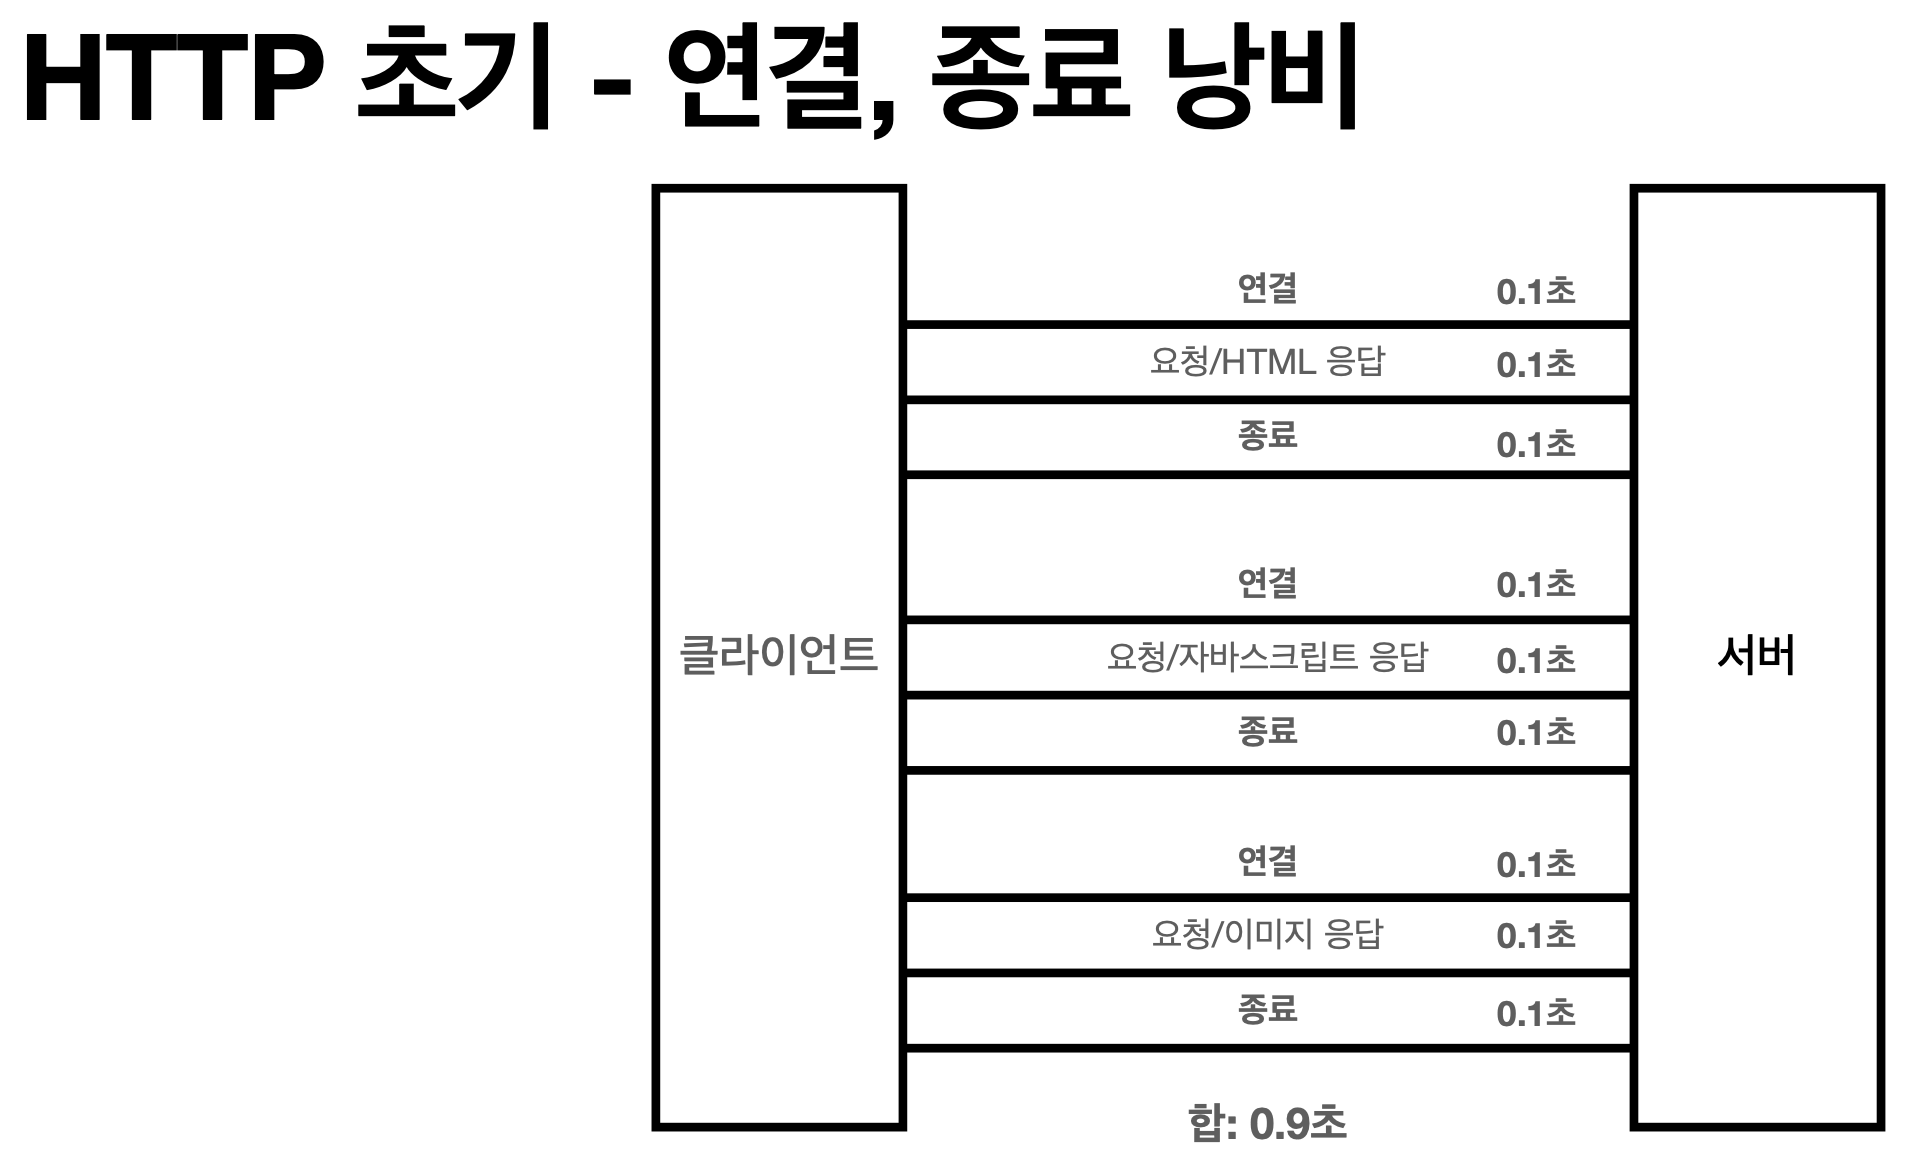 HTTP 초기 - 연결, 종료 낭비
연결 0.1초
요청/HTML 응답 0.1초
종료 0.1초
연결 0.1초
클라이언트 요청/자바스크립트 응답 0.1초 서버
종료 0.1초
연결 0.1초
요청/이미지 응답 0.1초
종료 0.1초
합: 0.9초